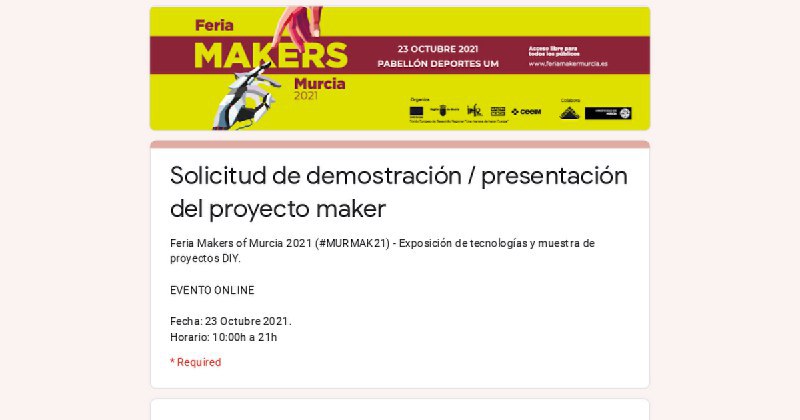 Feria
MAKERS
Murcia
2021
23 OCTUBRE 2021
PABELLÓN DEPORTES UM
Acceso libre para
todos los públicos
www.feriamakermurcia.es
Organiza:
Colabora:
CEEIM
Solicitud de demostración / presentación
del proyecto maker
Feria Makers of Murcia 2021 (#MURMAK21) - Exposición de tecnologías y muestra de
proyectos DIY.
EVENTO ONLINE
Fecha: 23 Octubre 2021.
Horario: 10:00h a 21h
* Required